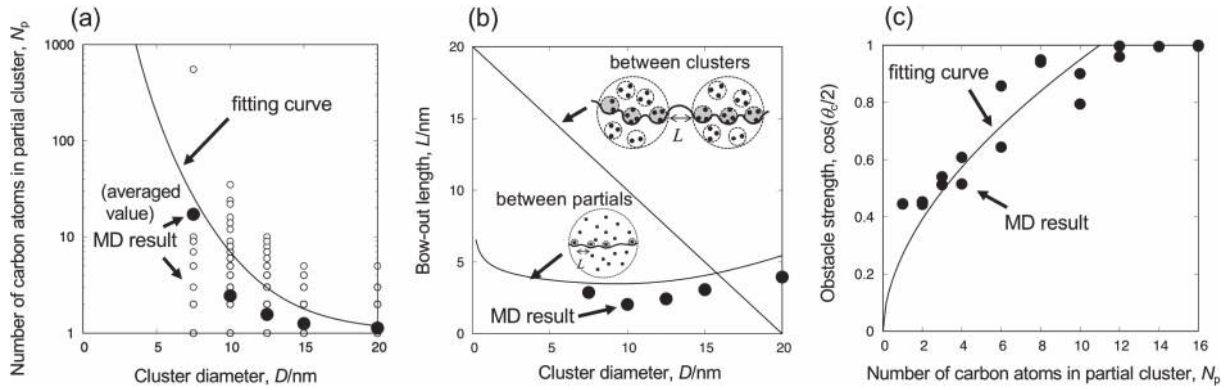 (a)
Number of carbon atoms in partial cluster, Nₚ
1000
100
10
1
fitting curve
(averaged
value)
MD result
0
5
10
15
20
Cluster diameter, D/nm
(b)
Bow-out length, L/nm
20
15
10
5
0
between clusters
L
between partials
L
MD result
0
5
10
15
20
Cluster diameter, D/nm
(c)
Obstacle strength, cos(θc/2)
1
0.8
0.6
0.4
0.2
0
fitting curve
MD result
0
2
4
6
8
10
12
14
16
Number of carbon atoms in partial cluster, Nₚ